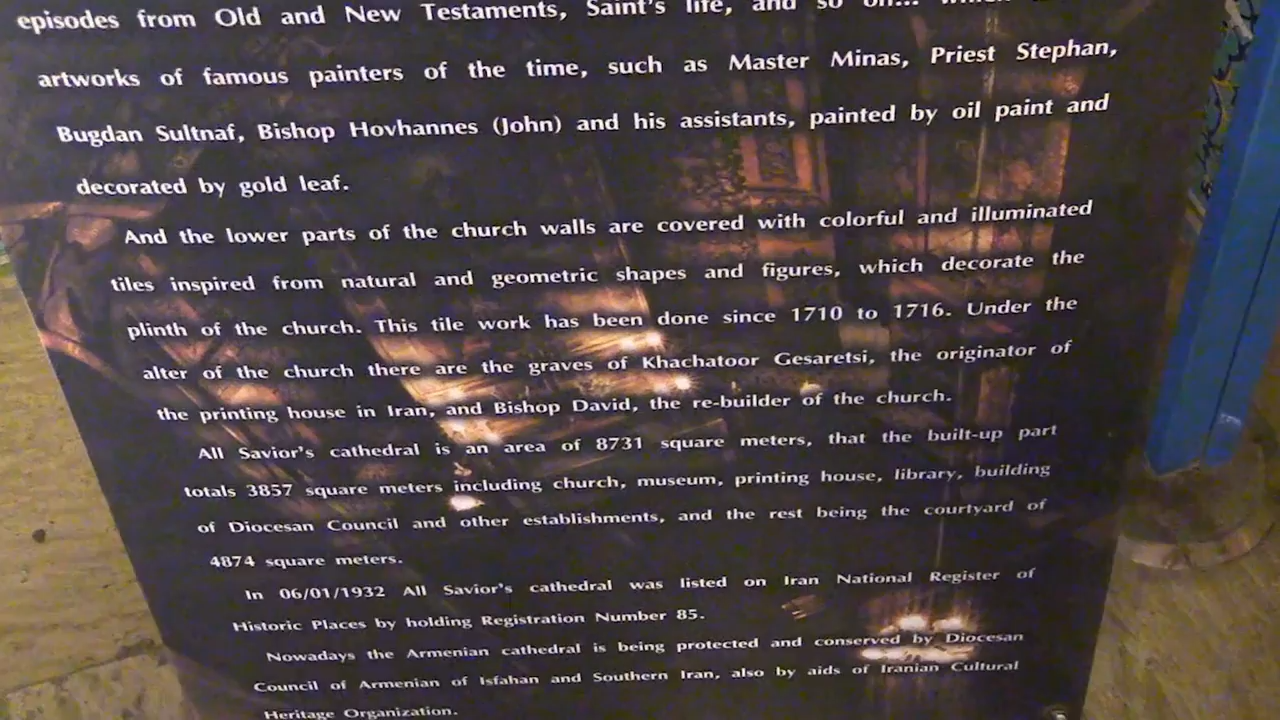 episodes from Old and New Testaments, Saint's life, and so on... which
artworks of famous painters of the time, such as Master Minas, Priest Stephan,
Bugdan Sultnaf, Bishop Hovhannes (John) and his assistants, painted by oil paint and
decorated by gold leaf.
And the lower parts of the church walls are covered with colorful and illuminated
tiles inspired from natural and geometric shapes and figures, which decorate the
plinth of the church. This tile work has been done since 1710 to 1716. Under the
alter of the church there are the graves of Khachatoor Gesaretsi, the originator of
the printing house in Iran, and Bishop David, the re-builder of the church.
All Savior's cathedral is an area of 8731 square meters, that the built-up part
totals 3857 square meters including church, museum, printing house, library, building
of Diocesan Council and other establishments, and the rest being the courtyard of
4874 square meters.
In 06/01/1932 All Savior's cathedral was listed on Iran National Register of
Historic Places by holding Registration Number 85.
Nowadays the Armenian cathedral is being protected and conserved by Diocesan
Council of Armenian of Isfahan and Southern Iran, also by aids of Iranian Cultural
Heritage Organization.